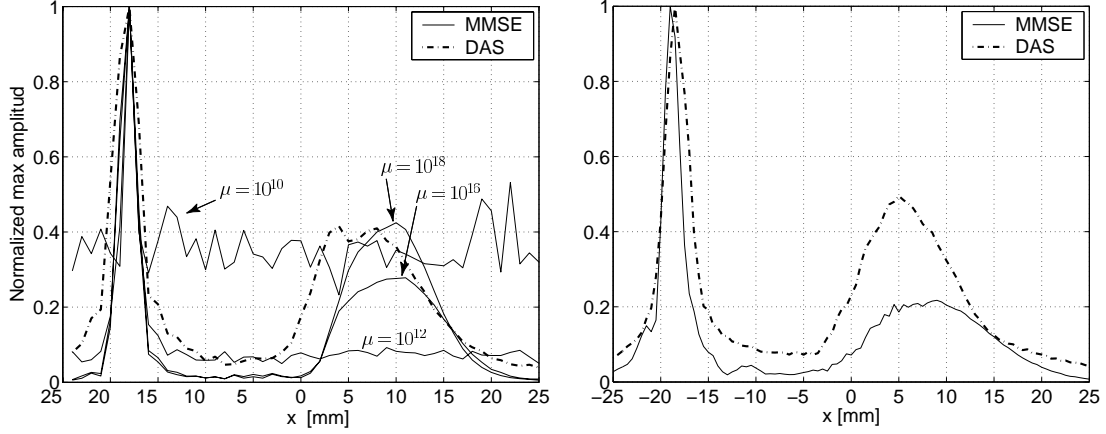 1
0.8
0.6
0.4
0.2
0
Normalized max amplitud
MMSE
DAS
μ = 10^10
μ = 10^18
μ = 10^16
μ = 10^12
25 20 15 10 5 0 5 10 15 20 25
x [mm]
1
0.8
0.6
0.4
0.2
0
MMSE
DAS
−25 −20 −15 −10 −5 0 5 10 15 20 25
x [mm]